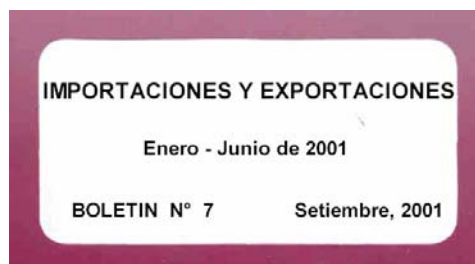 IMPORTACIONES Y EXPORTACIONES
Enero - Junio de 2001
BOLETIN N° 7 Setiembre, 2001